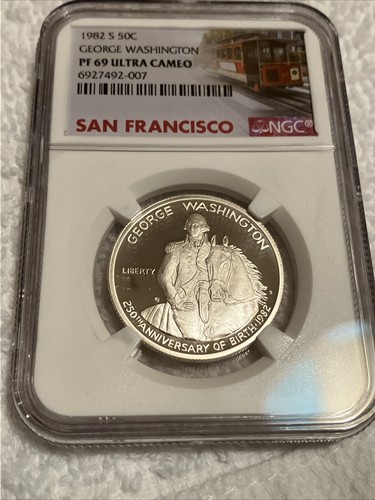 1982 S 50C
GEORGE WASHINGTON
PF 69 ULTRA CAMEO
6927492-007
SAN FRANCISCO
NGC®
GEORGE WASHINGTON
LIBERTY
250TH ANNIVERSARY OF BIRTH·1982